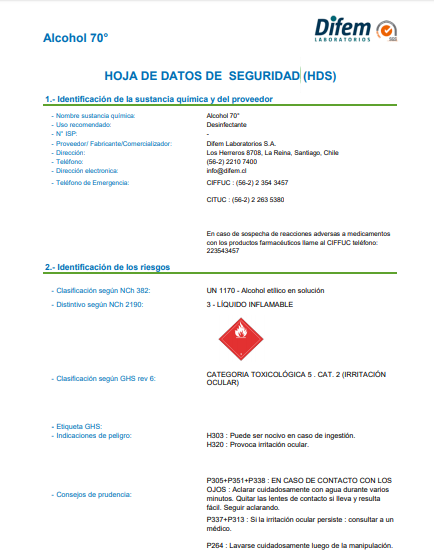 Alcohol 70°
Difem
LABORATORIOS
HOJA DE DATOS DE SEGURIDAD (HDS)
1.- Identificación de la sustancia química y del proveedor
- Nombre sustancia química: Alcohol 70°
- Uso recomendado: Desinfectante
- N° ISP: -
- Proveedor/ Fabricante/Comercializador: Difem Laboratorios S.A.
- Dirección: Los Herreros 8708, La Reina, Santiago, Chile
- Teléfono: (56-2) 2210 7400
- Dirección electronica: info@difem.cl
- Teléfono de Emergencia: CIFFUC : (56-2) 2 354 3457
CITUC : (56-2) 2 263 5380
En caso de sospecha de reacciones adversas a medicamentos
con los productos farmacéuticos llame al CIFFUC teléfono:
223543457
2.- Identificación de los riesgos
- Clasificación según NCh 382: UN 1170 - Alcohol etílico en solución
- Distintivo según NCh 2190: 3 - LÍQUIDO INFLAMABLE
- Clasificación según GHS rev 6: CATEGORIA TOXICOLÓGICA 5 . CAT. 2 (IRRITACIÓN
OCULAR)
- Etiqueta GHS:
- Indicaciones de peligro: H303 : Puede ser nocivo en caso de ingestión.
H320 : Provoca irritación ocular.
- Consejos de prudencia: P305+P351+P338 : EN CASO DE CONTACTO CON LOS
OJOS : Aclarar cuidadosamente con agua durante varios
minutos. Quitar las lentes de contacto si lleva y resulta
fácil. Seguir aclarando.
P337+P313 : Si la irritación ocular persiste : consultar a un
médico.
P264 : Lavarse cuidadosamente luego de la manipulación.